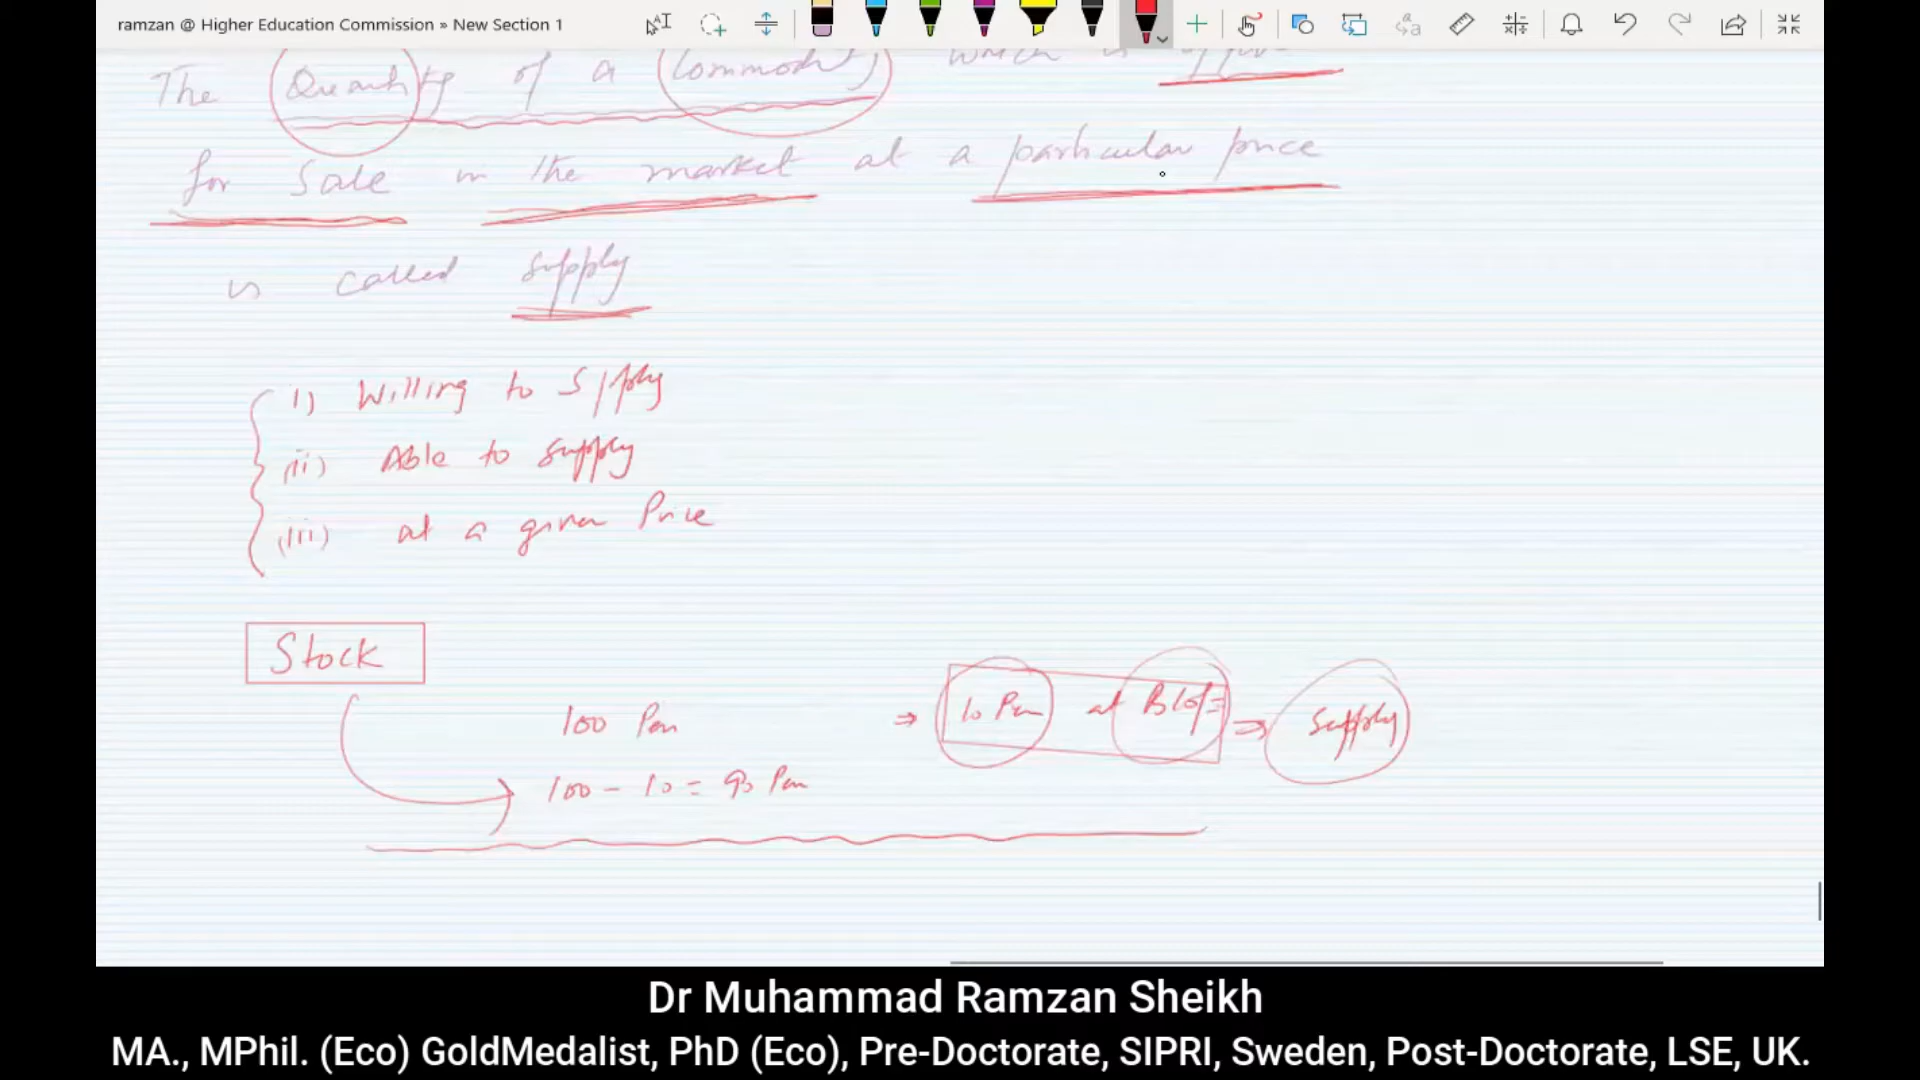 ramzan @ Higher Education Commission » New Section 1
The Quantity of a Commodity which is
for Sale in the market at a particular price
is called supply
i) Willing to Supply
(ii) Able to supply
(iii) at a given Price
Stock
100 Pen ⇒ 10 Pen at ⇒ Supply
100 - 10 = 90 Pen
Dr Muhammad Ramzan Sheikh
MA., MPhil. (Eco) GoldMedalist, PhD (Eco), Pre-Doctorate, SIPRI, Sweden, Post-Doctorate, LSE, UK.